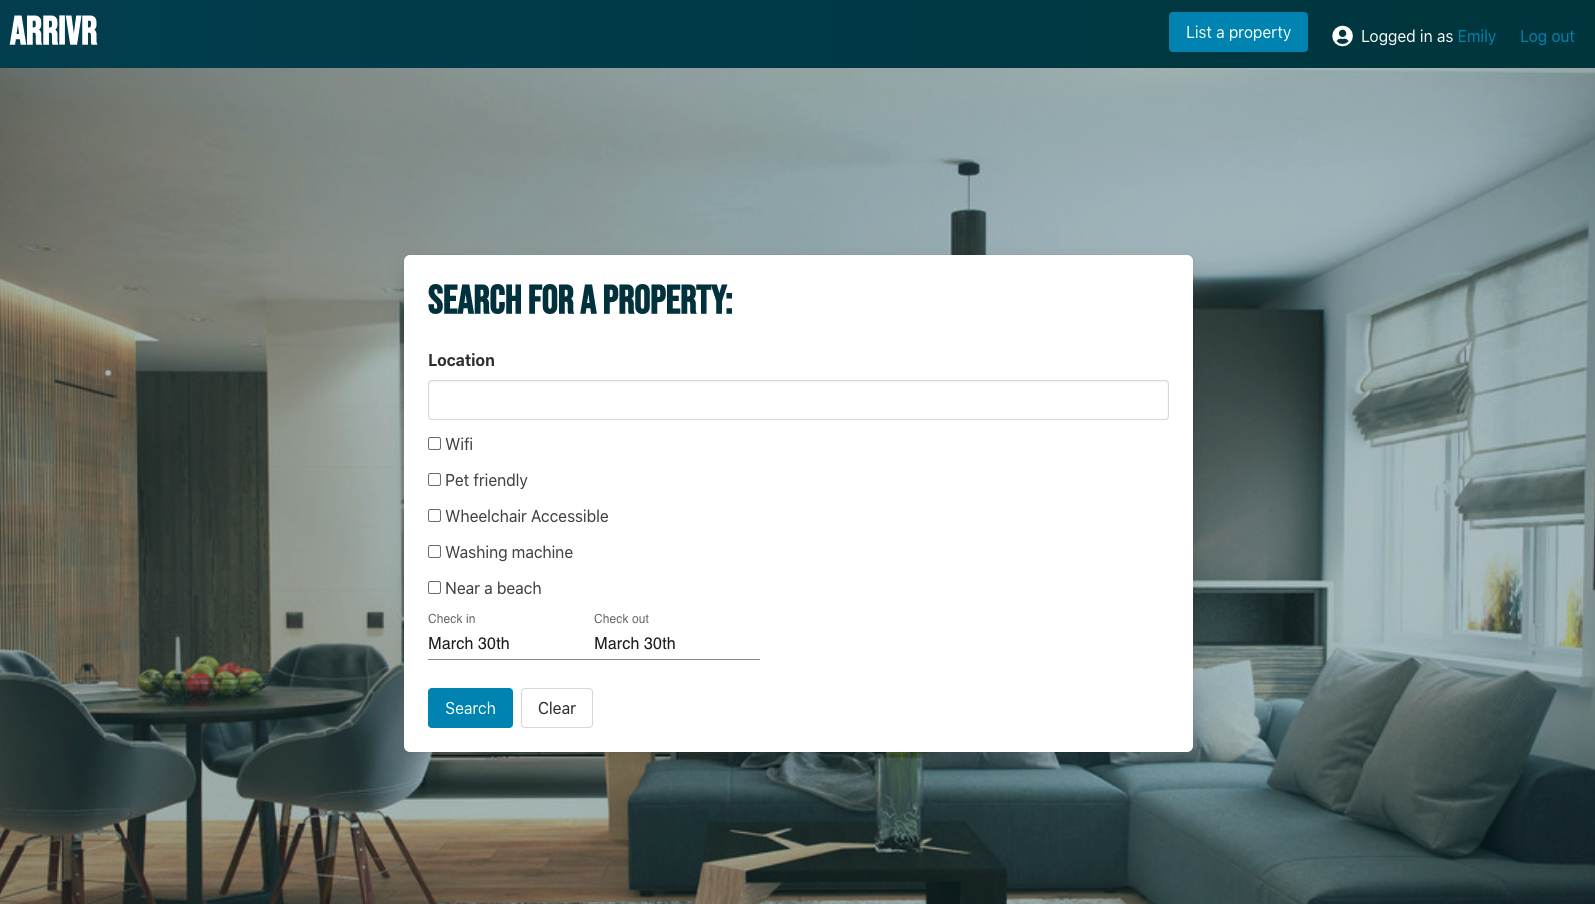 ARRIVR
List a property
Logged in as Emily
Log out
SEARCH FOR A PROPERTY:
Location
Wifi
Pet friendly
Wheelchair Accessible
Washing machine
Near a beach
Check in Check out
March 30th March 30th
Search Clear